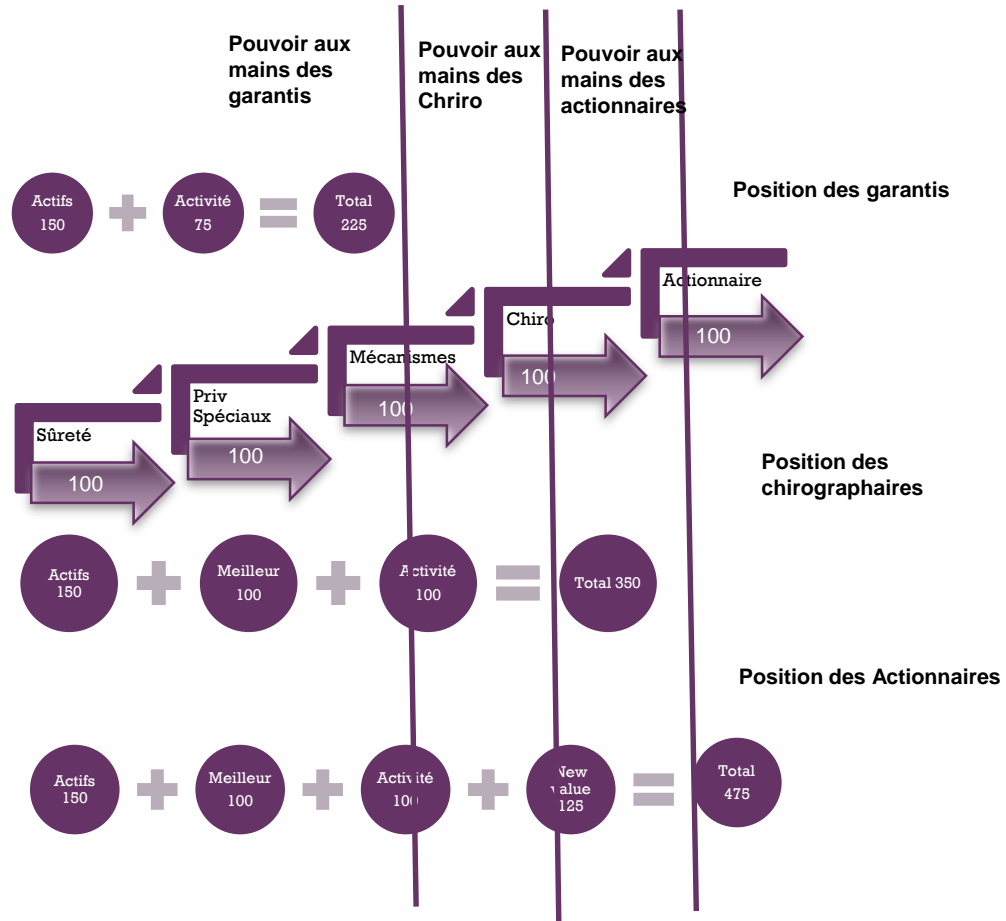 Pouvoir aux
mains des
garantis
Pouvoir aux
mains des
Chriro
Pouvoir aux
mains des
actionnaires
Actifs
150
Activité
75
Total
225
Position des garantis
Actionnaire
100
Chiro
100
Mécanismes
100
Priv
Spéciaux
100
Sûreté
100
Position des
chirographaires
Actifs
150
Meilleur
100
Activité
100
Total 350
Position des Actionnaires
Actifs
150
Meilleur
100
Activité
100
New
value
125
Total
475